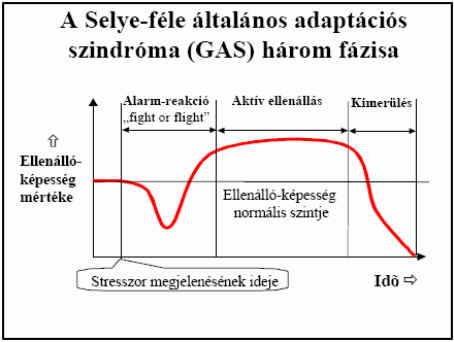 A Selye-féle általános adaptációs
szindróma (GAS) három fázisa
Alarm-reakció
„fight or flight”
Aktív ellenállás
Kimerülés
⇧
Ellenálló-
képesség
mértéke
Ellenálló-képesség
normális szintje
Stresszor megjelenésének ideje
Idõ ⇨